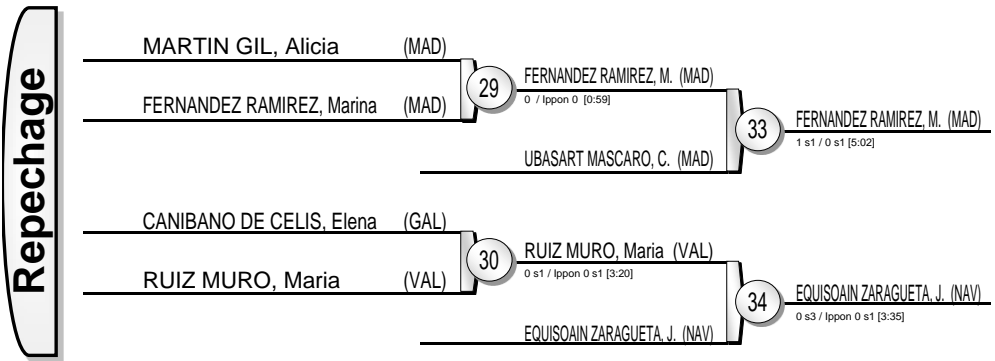 Repechage
MARTIN GIL, Alicia (MAD)
FERNANDEZ RAMIREZ, Marina (MAD)
29
FERNANDEZ RAMIREZ, M. (MAD)
0 / Ippon 0 [0:59]
UBASART MASCARO, C. (MAD)
33
FERNANDEZ RAMIREZ, M. (MAD)
1 s1 / 0 s1 [5:02]
CANIBANO DE CELIS, Elena (GAL)
RUIZ MURO, Maria (VAL)
30
RUIZ MURO, Maria (VAL)
0 s1 / Ippon 0 s1 [3:20]
EQUISOAIN ZARAGUETA, J. (NAV)
34
EQUISOAIN ZARAGUETA, J. (NAV)
0 s3 / Ippon 0 s1 [3:35]